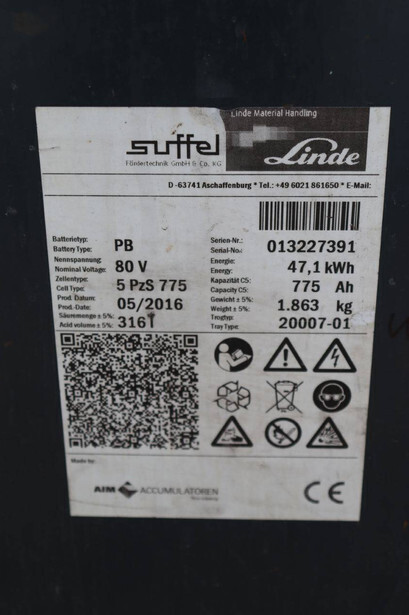 Linde Material Handling
suffel
Fördertechnik GmbH & Co. KG
Linde
D -63741 Aschaffenburg * Tel.: +49 6021 861650 * E-Mail:
Batterietyp:
Battery Type: PB
Nennspannung:
Nominal Voltage: 80 V
Zellentype:
Cell Type: 5 PzS 775
Prod. Datum:
Prod.-Date: 05/2016
Säuremenge ± 5%:
Acid volume ± 5%: 316 l
Serien-Nr.:
Serial-No.: 013227391
Energie:
Energy: 47,1 kWh
Kapazität C5:
Capacity C5: 775 Ah
Gewicht ± 5%:
Weight ± 5%: 1.863 kg
Trogtyp:
Tray Type: 20007-01
Made by:
AIM ACCUMULATOREN
CE